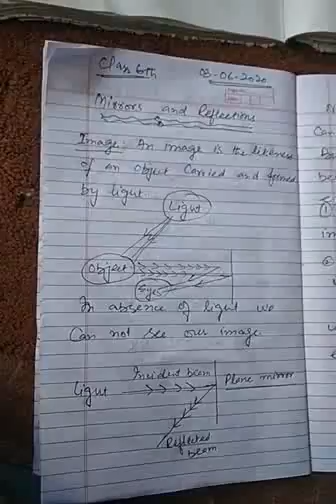 Class 6th
03-06-2020
Mirrors and Reflections
Image: An image is the likeness
of an Object Carried and formed
by light.
Light
Object
Eyes
In absence of light we
Can not see our image.
Incident beam
Light
Plane mirror
Reflected
beam